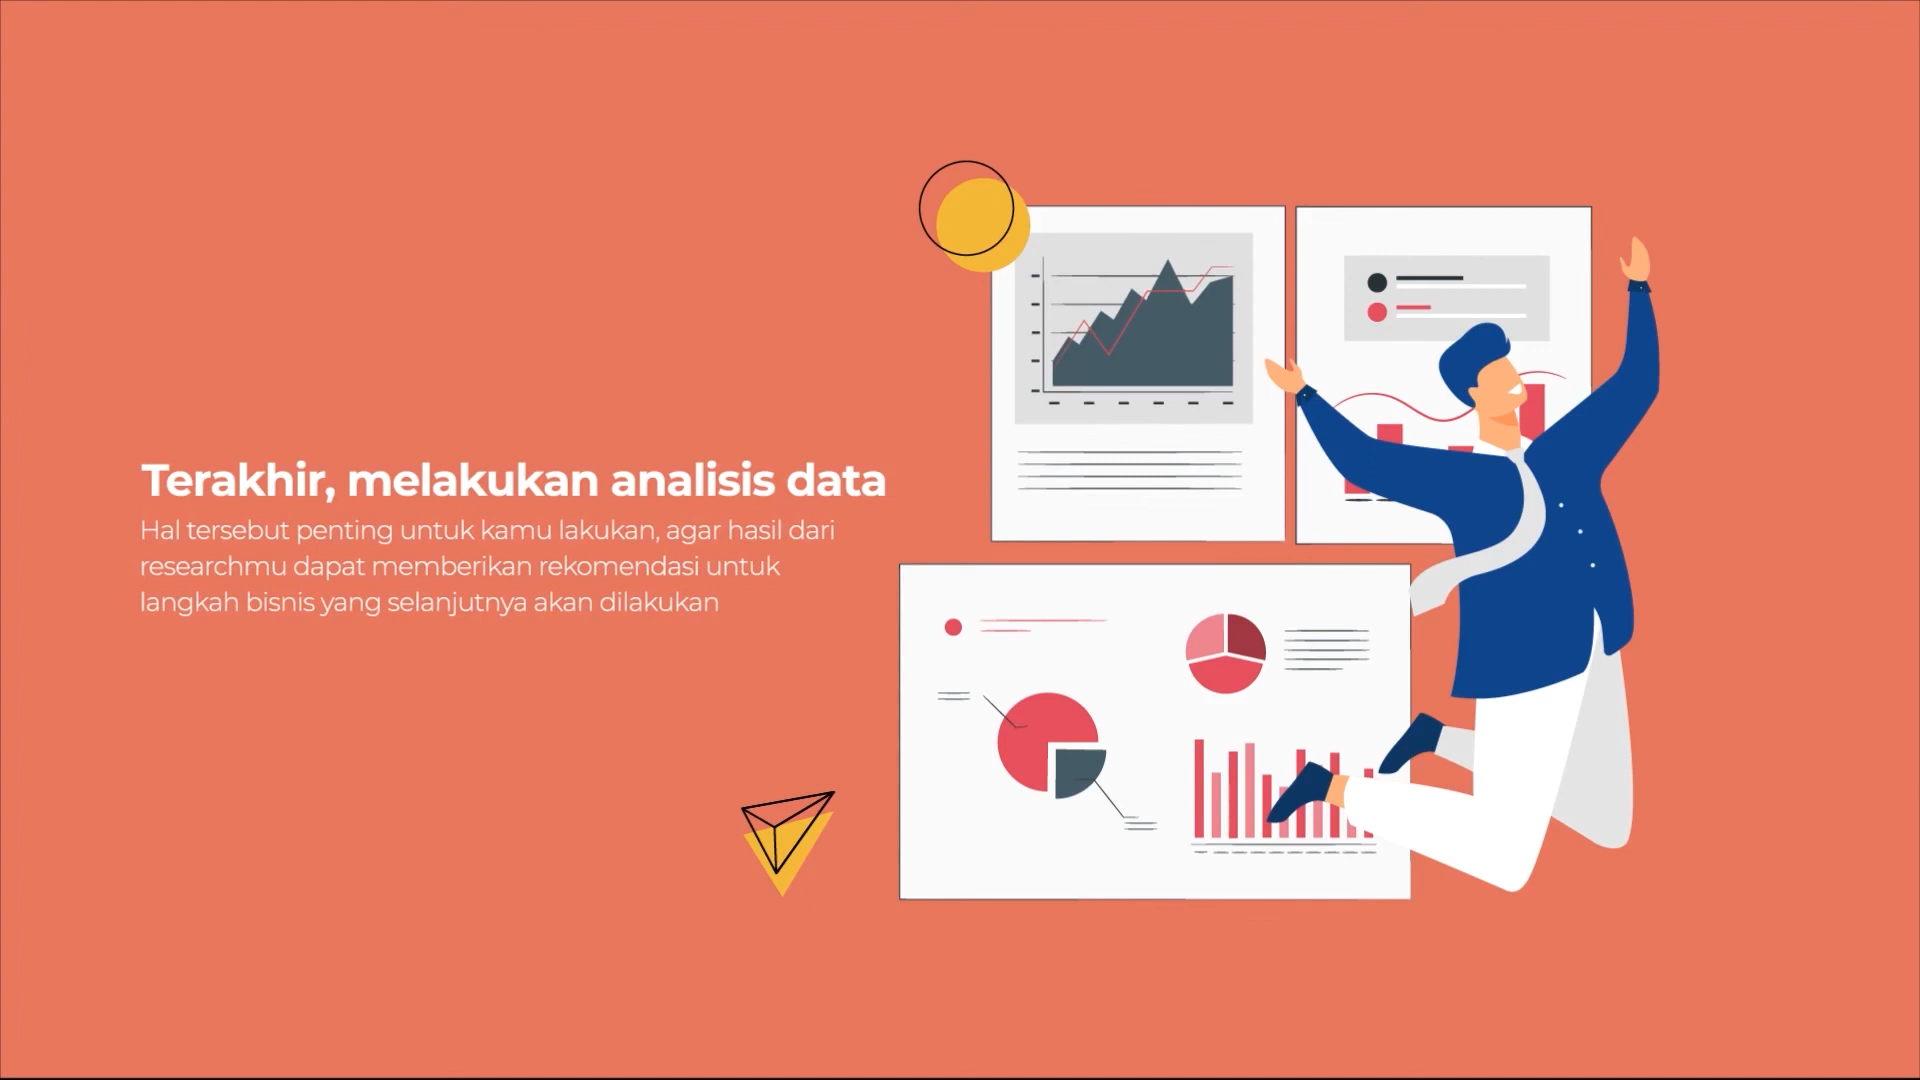 Terakhir, melakukan analisis data
Hal tersebut penting untuk kamu lakukan, agar hasil dari
researchmu dapat memberikan rekomendasi untuk
langkah bisnis yang selanjutnya akan dilakukan